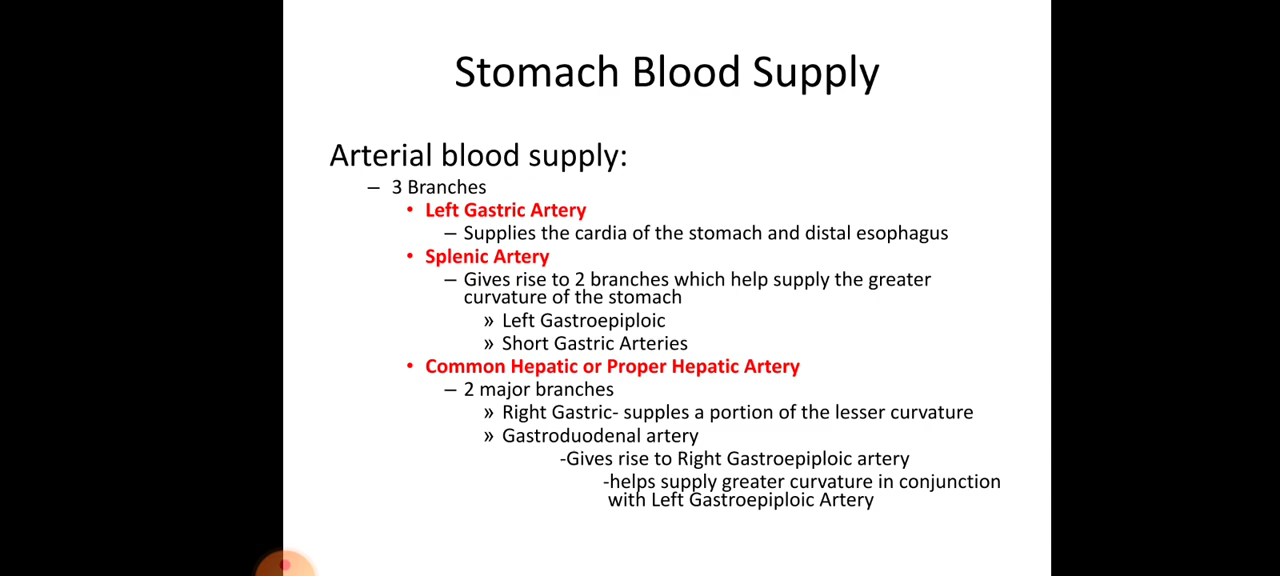 Stomach Blood Supply
Arterial blood supply:
– 3 Branches
• Left Gastric Artery
– Supplies the cardia of the stomach and distal esophagus
• Splenic Artery
– Gives rise to 2 branches which help supply the greater
curvature of the stomach
» Left Gastroepiploic
» Short Gastric Arteries
• Common Hepatic or Proper Hepatic Artery
– 2 major branches
» Right Gastric- supples a portion of the lesser curvature
» Gastroduodenal artery
-Gives rise to Right Gastroepiploic artery
-helps supply greater curvature in conjunction
with Left Gastroepiploic Artery